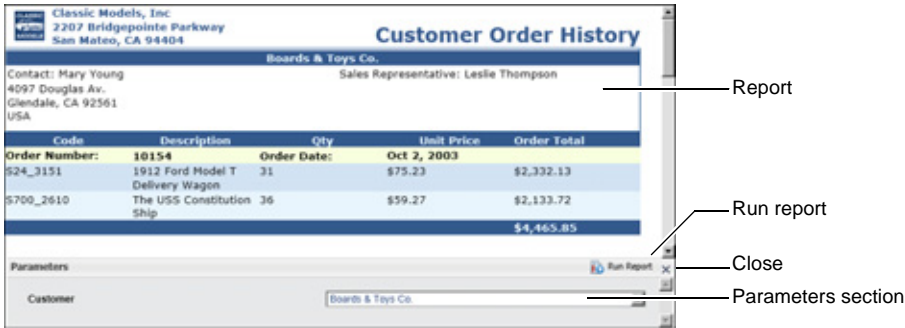 Classic Models, Inc
2207 Bridgepointe Parkway
San Mateo, CA 94404
Customer Order History
Boards & Toys Co.
Contact: Mary Young
Sales Representative: Leslie Thompson
4097 Douglas Av.
Glendale, CA 92561
USA
Report
Code Description Qty Unit Price Order Total
Order Number: 10154 Order Date: Oct 2, 2003
S24_3151 1912 Ford Model T Delivery Wagon 31 $75.23 $2,332.13
S700_2610 The USS Constitution Ship 36 $59.27 $2,133.72
$4,465.85
Run report
Parameters
Run Report
Close
Customer
Boards & Toys Co.
Parameters section